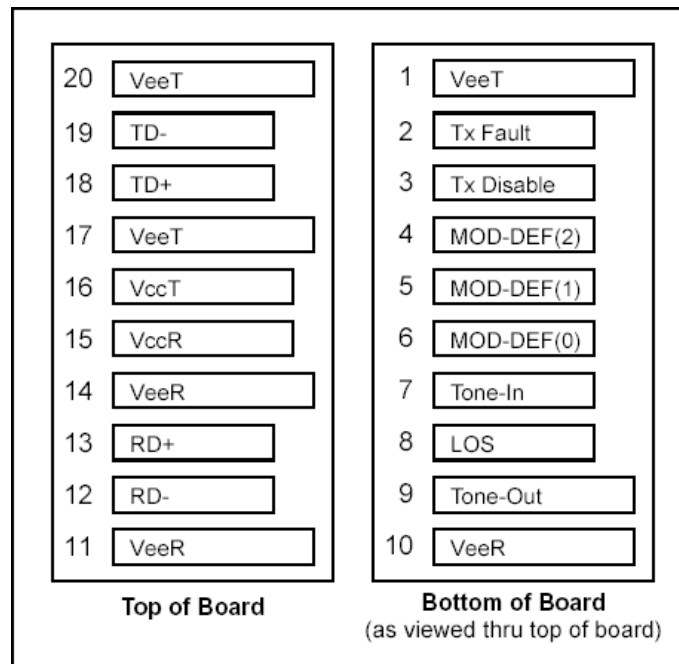 20 VeeT
19 TD-
18 TD+
17 VeeT
16 VccT
15 VccR
14 VeeR
13 RD+
12 RD-
11 VeeR
Top of Board
1 VeeT
2 Tx Fault
3 Tx Disable
4 MOD-DEF(2)
5 MOD-DEF(1)
6 MOD-DEF(0)
7 Tone-In
8 LOS
9 Tone-Out
10 VeeR
Bottom of Board
(as viewed thru top of board)